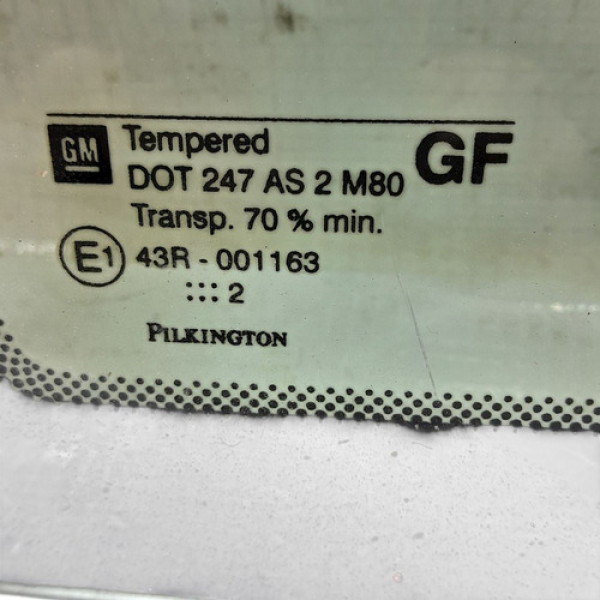 GM Tempered GF
DOT 247 AS 2 M80
Transp. 70 % min.
E1 43R - 001163
:::2
PILKINGTON